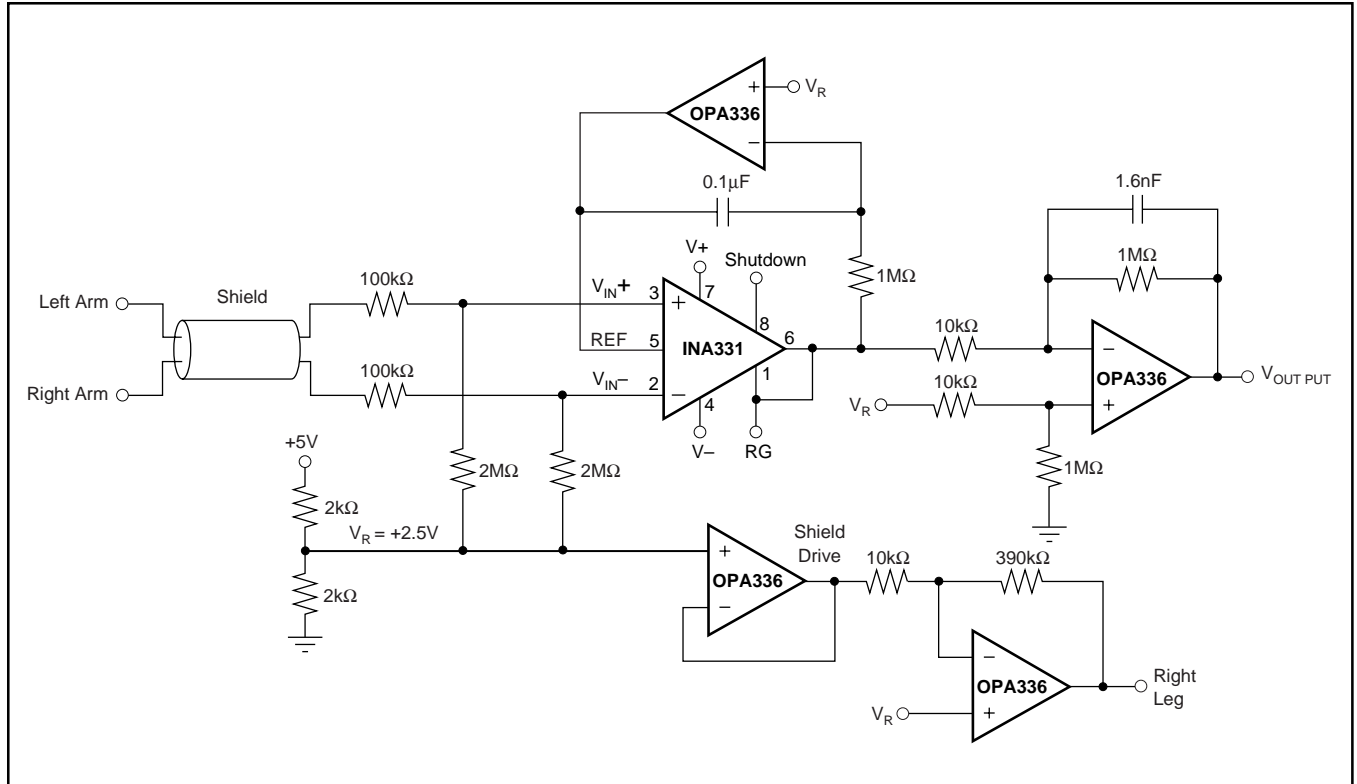 OPA336
+
−
V_R
0.1μF
1.6nF
V+
Shutdown
1MΩ
1MΩ
Left Arm
Shield
100kΩ
V_IN+
3
+
7
8
REF
5
INA331
6
10kΩ
−
Right Arm
100kΩ
V_IN−
2
−
4
1
OPA336
+
V_OUT PUT
V_R
10kΩ
V−
RG
1MΩ
+5V
2kΩ
2MΩ
2MΩ
V_R = +2.5V
2kΩ
+
OPA336
−
Shield
Drive
10kΩ
390kΩ
−
OPA336
+
V_R
Right
Leg